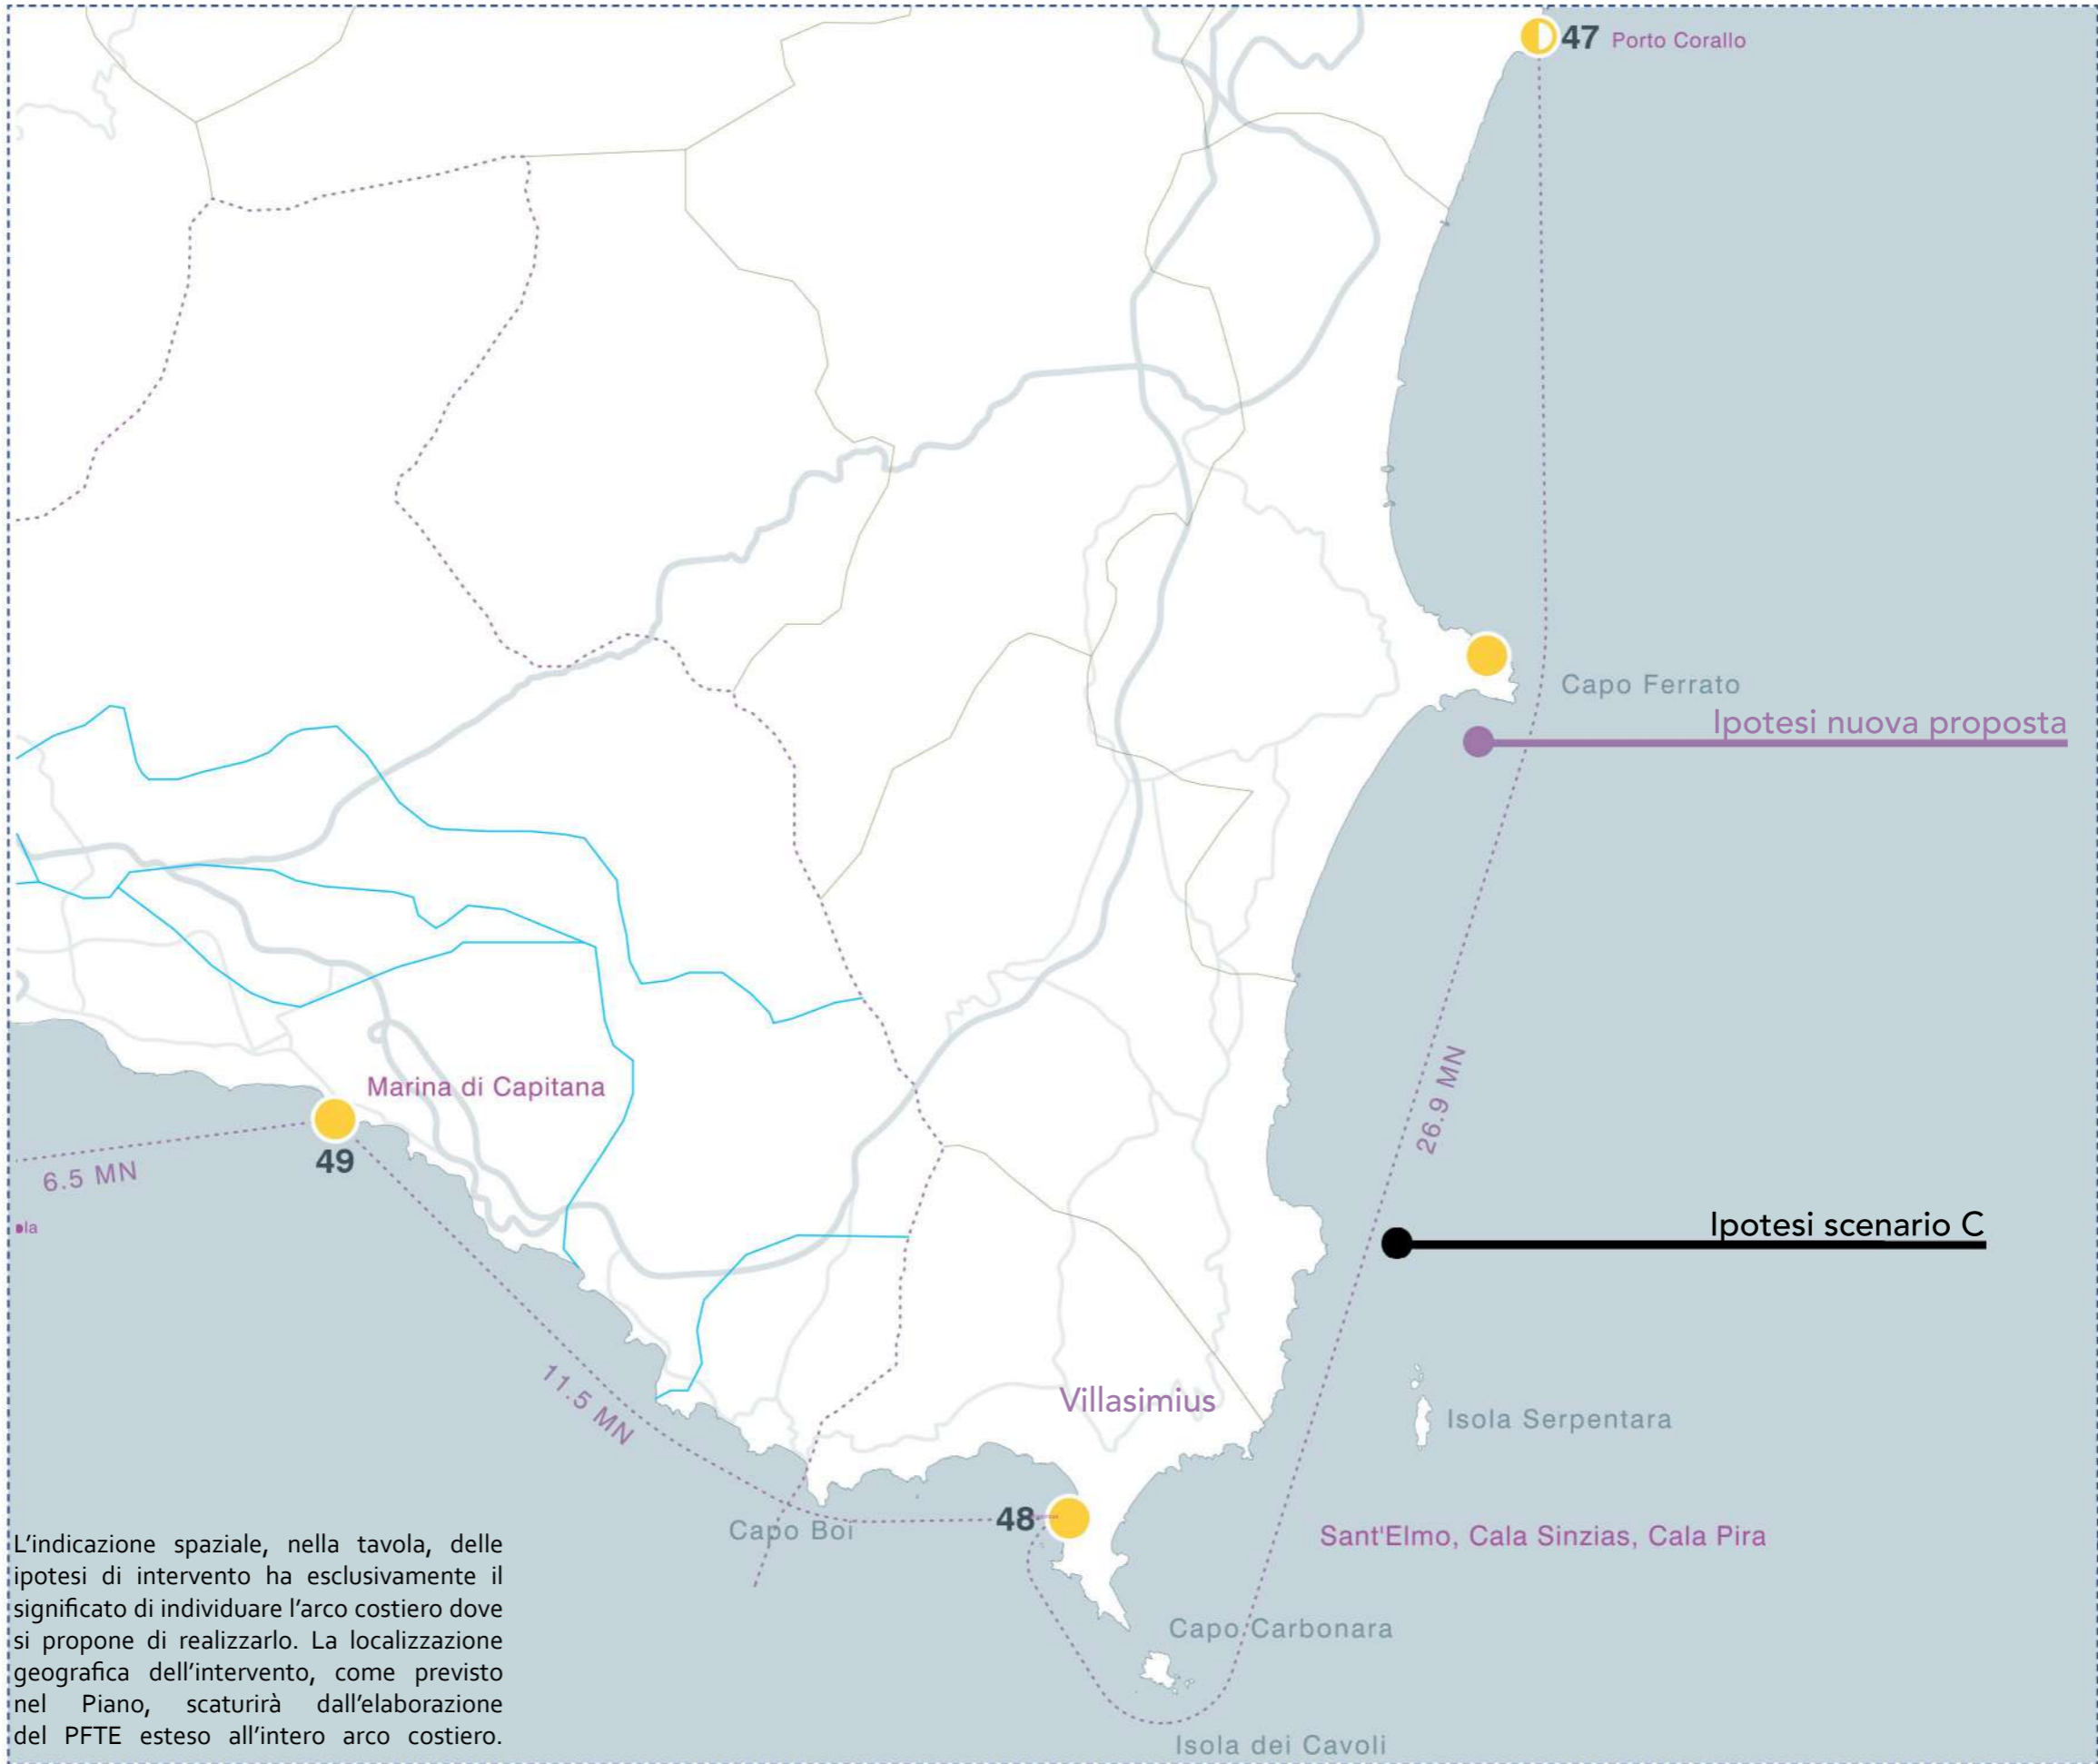 47 Porto Corallo
Capo Ferrato
Ipotesi nuova proposta
26.9 MN
Marina di Capitana
49
6.5 MN
ola
Ipotesi scenario C
11.5 MN
Villasimius
Isola Serpentara
48
Capo Boi
Sant'Elmo, Cala Sinzias, Cala Pira
Capo Carbonara
Isola dei Cavoli
L'indicazione spaziale, nella tavola, delle
ipotesi di intervento ha esclusivamente il
significato di individuare l'arco costiero dove
si propone di realizzarlo. La localizzazione
geografica dell'intervento, come previsto
nel Piano, scaturirà dall'elaborazione
del PFTE esteso all'intero arco costiero.